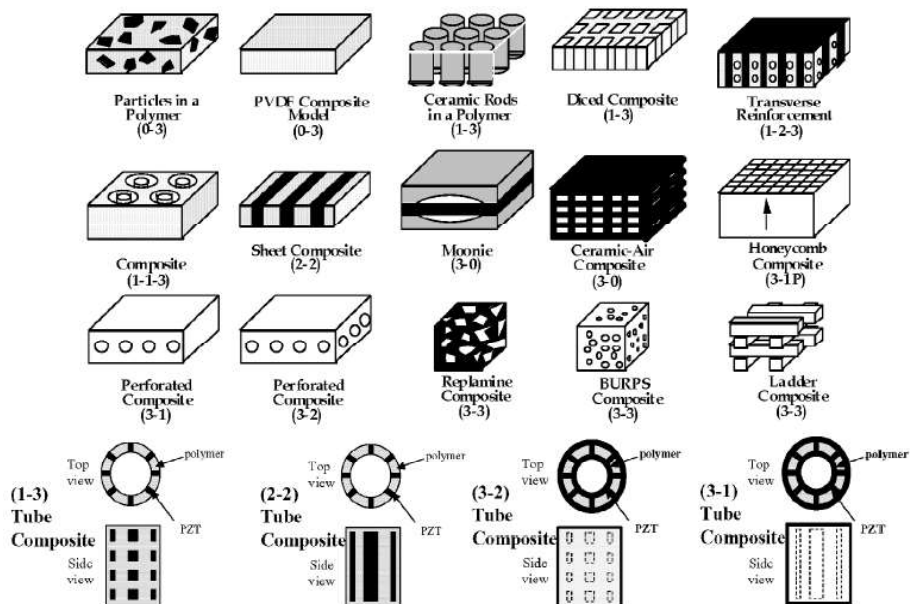 Particles in a
Polymer
(0-3)
PVDF Composite
Model
(0-3)
Ceramic Rods
in a Polymer
(1-3)
Diced Composite
(1-3)
Transverse
Reinforcement
(1-2-3)
Composite
(1-1-3)
Sheet Composite
(2-2)
Moonie
(3-0)
Ceramic-Air
Composite
(3-0)
Honeycomb
Composite
(3-1P)
Perforated
Composite
(3-1)
Perforated
Composite
(3-2)
Replamine
Composite
(3-3)
BURPS
Composite
(3-3)
Ladder
Composite
(3-3)
(1-3)
Tube
Composite
Top
view
polymer
PZT
Side
view
(2-2)
Tube
Composite
Top
view
polymer
PZT
Side
view
(3-2)
Tube
Composite
Top
view
polymer
PZT
Side
view
(3-1)
Tube
Composite
Top
view
polymer
PZT
Side
view